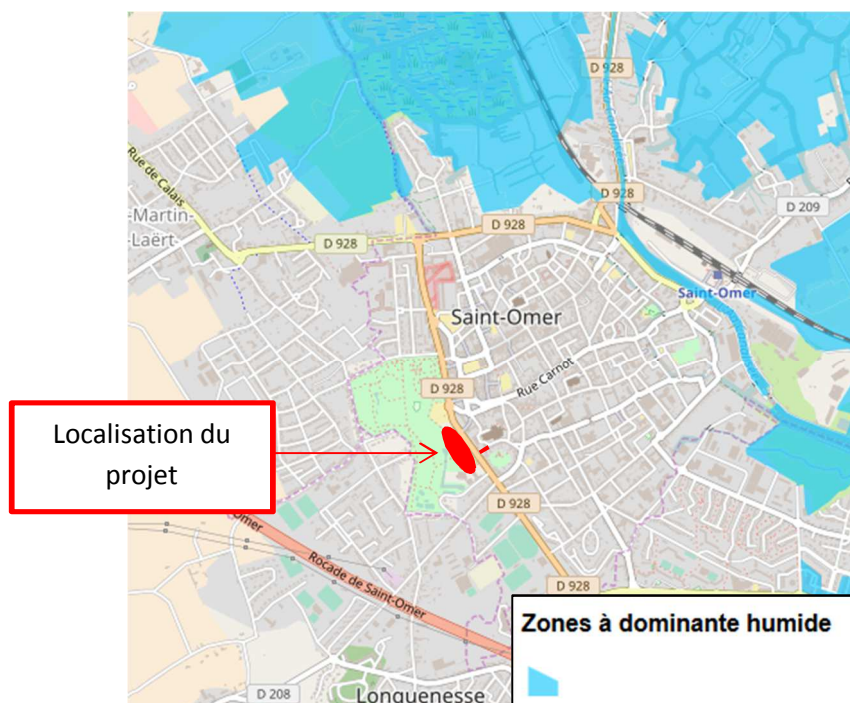 D 928
Rue de Calais
D 928
-Martin-
-Laërt-
D 209
D 928
D 928
Saint-Omer
Saint-Omer
D 928
Rue Carnot
Localisation du
projet
D 928
Omer
Rocade de Saint-Omer
D 928
Zones à dominante humide
D 208
Longuenesse